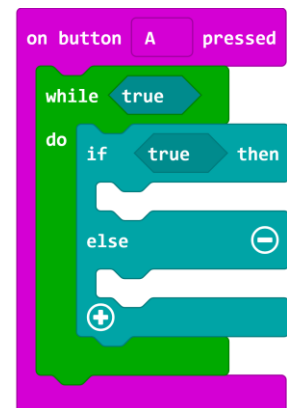 on button A pressed
while true
do
if true then
else